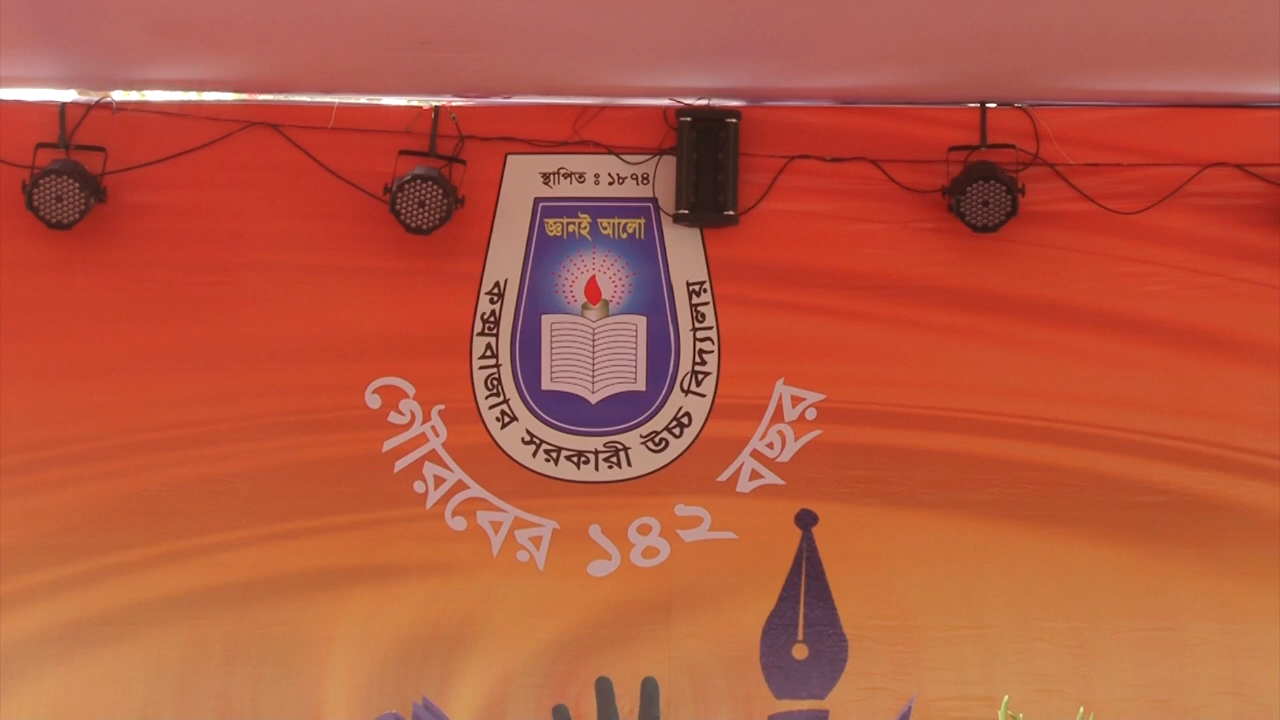 স্থাপিত ঃ ১৮৭৪
জ্ঞানই আলো
কক্সবাজার সরকারী উচ্চ বিদ্যালয়
গৌরবের ১৪২ বছর